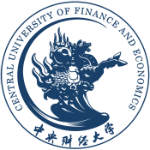 CENTRAL UNIVERSITY OF FINANCE AND ECONOMICS
中央财经大学